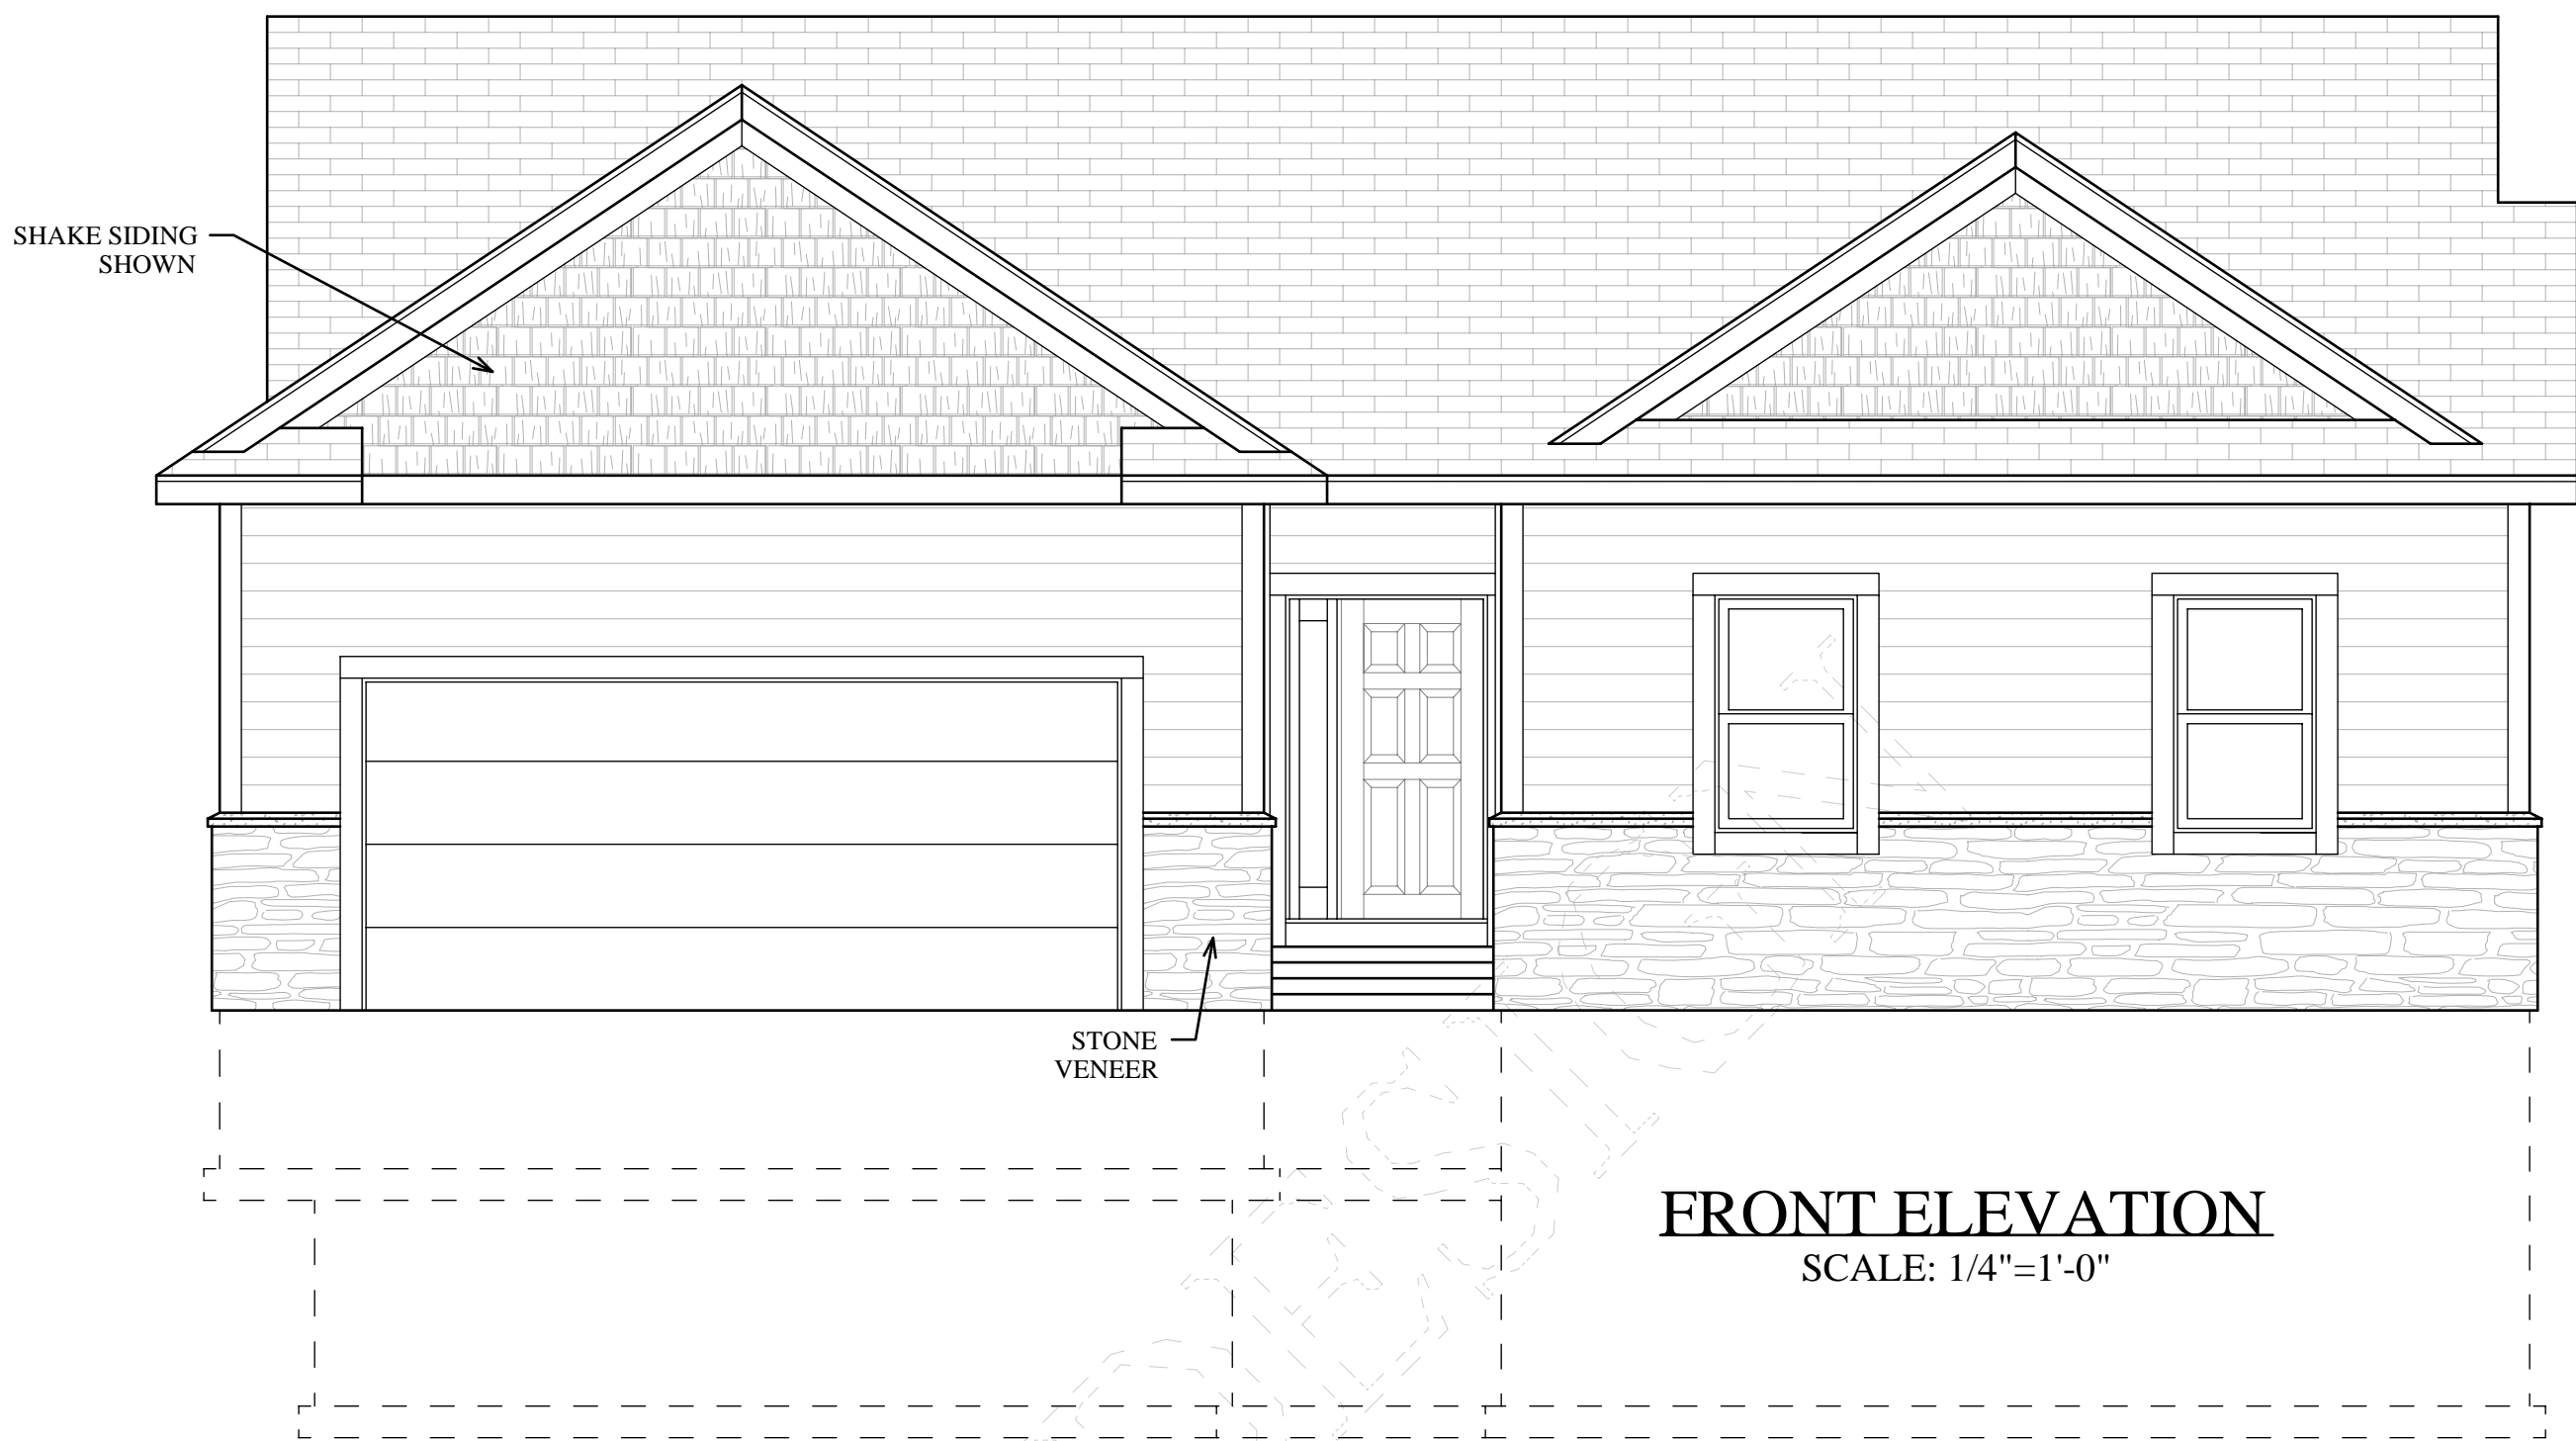 SHAKE SIDING
SHOWN
STONE
VENEER
FRONT ELEVATION
SCALE: 1/4"=1'-0"